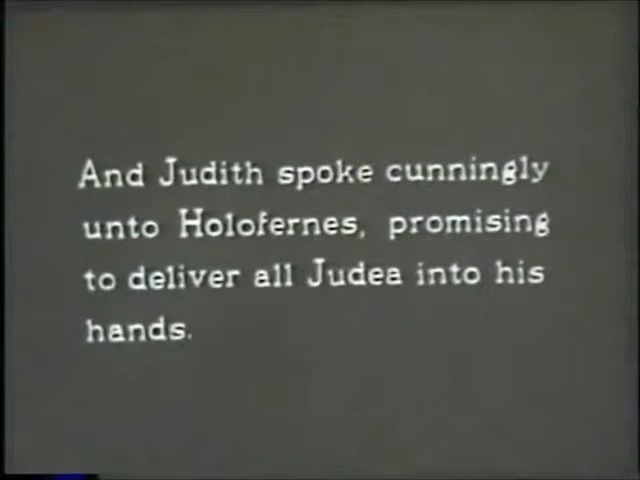 And Judith spoke cunningly
unto Holofernes, promising
to deliver all Judea into his
hands.